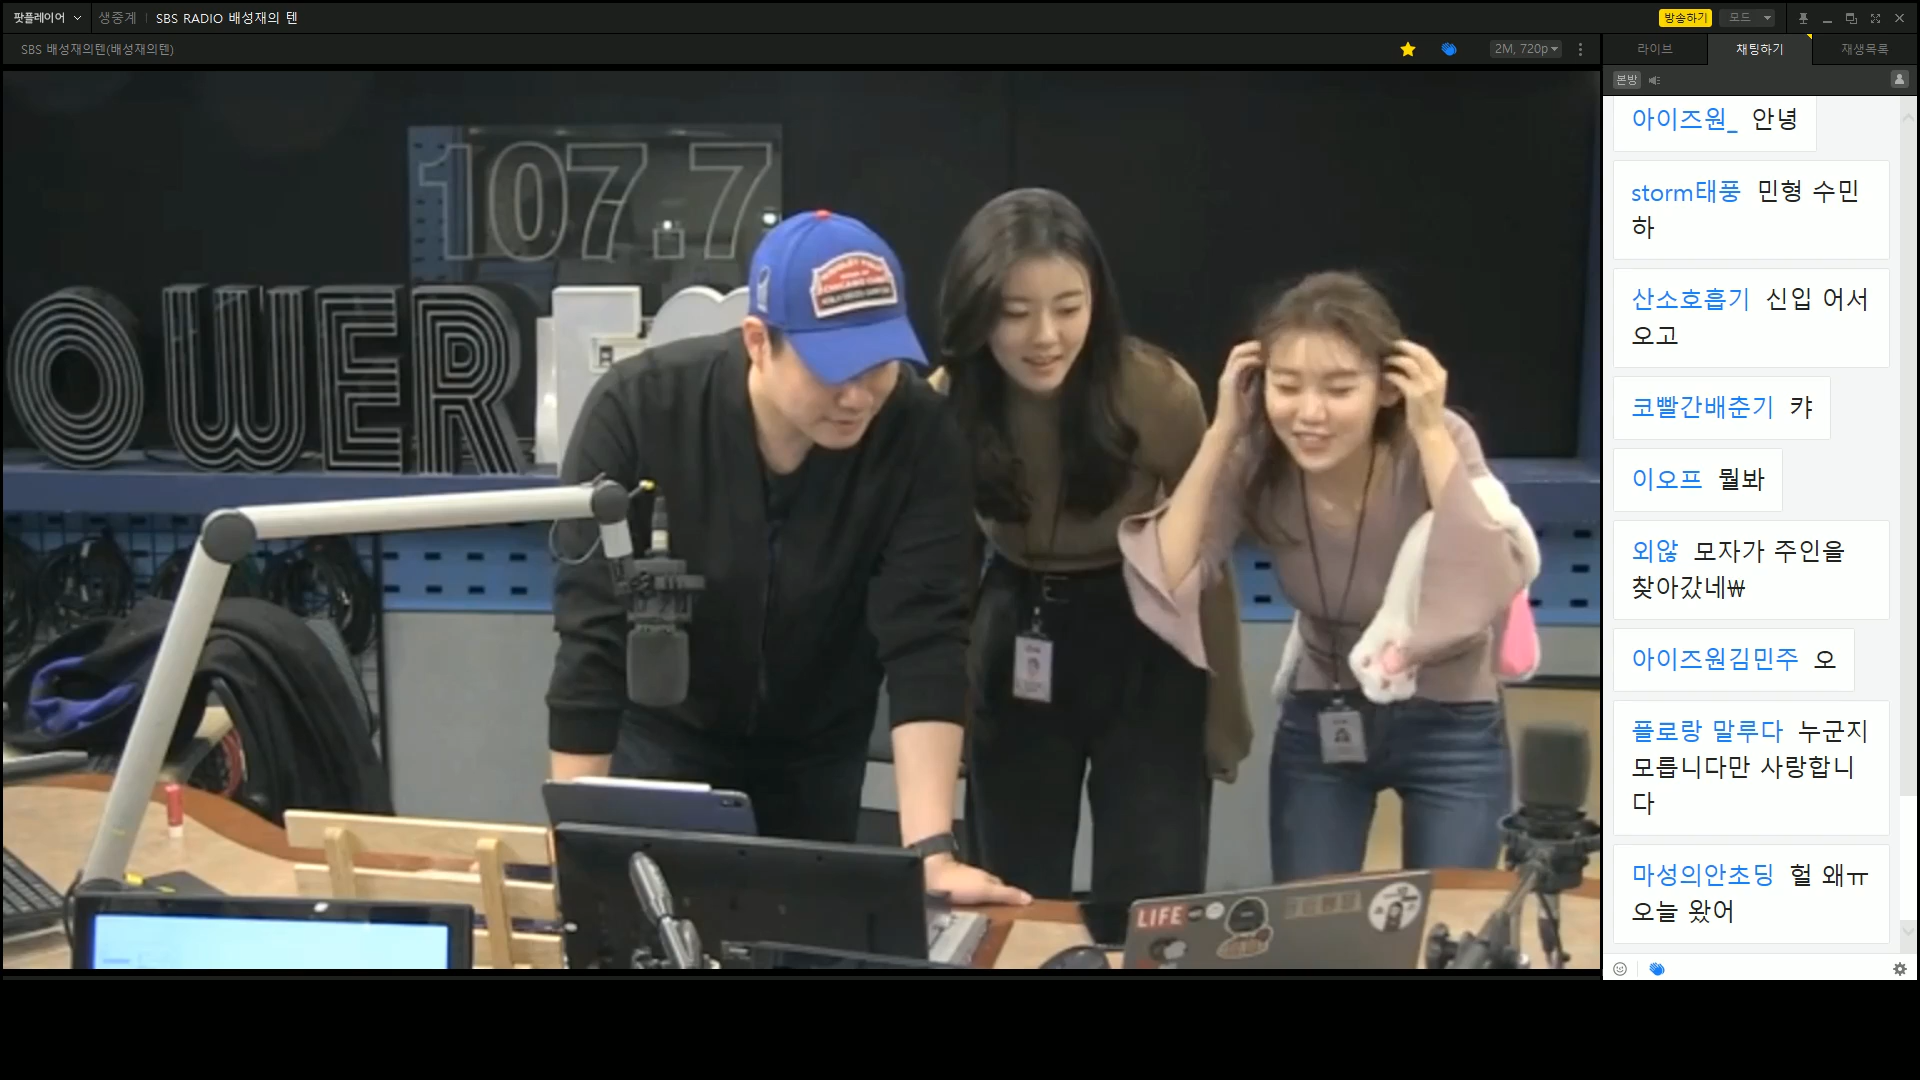 팟플레이어
생중계
SBS RADIO 배성재의 텐
방송하기
모드
SBS 배성재의텐(배성재의텐)
2M, 720p
라이브
채팅하기
재생목록
본방
107.7
OWER
LIFE
아이즈원_ 안녕
storm태풍 민형 수민
하
산소호흡기 신입 어서
오고
코빨간배춘기 캬
이오프 뭘봐
외않 모자가 주인을
찾아갔네₩
아이즈원김민주 오
플로랑 말루다 누군지
모릅니다만 사랑합니
다
마성의안초딩 헐 왜ㅠ
오늘 왔어